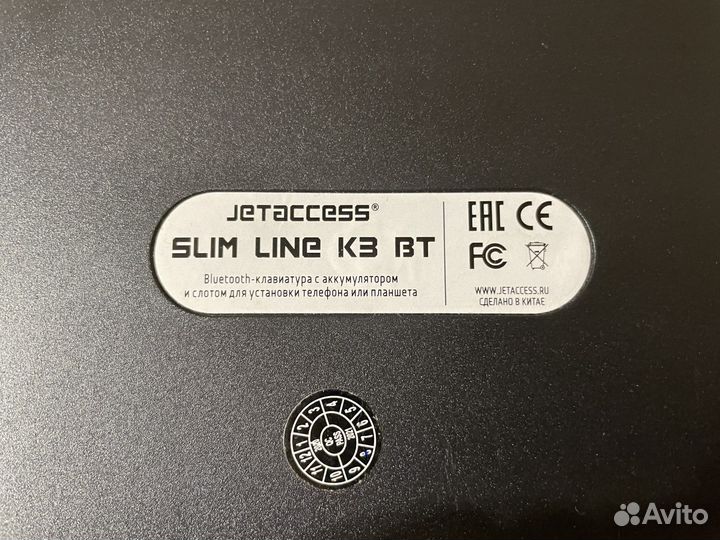 Jetaccess®
SLIM LINE K3 BT
Bluetooth-клавиатура с аккумулятором
и слотом для установки телефона или планшета
EAC CE
FC
WWW.JETACCESS.RU
СДЕЛАНО В КИТАЕ
Avito